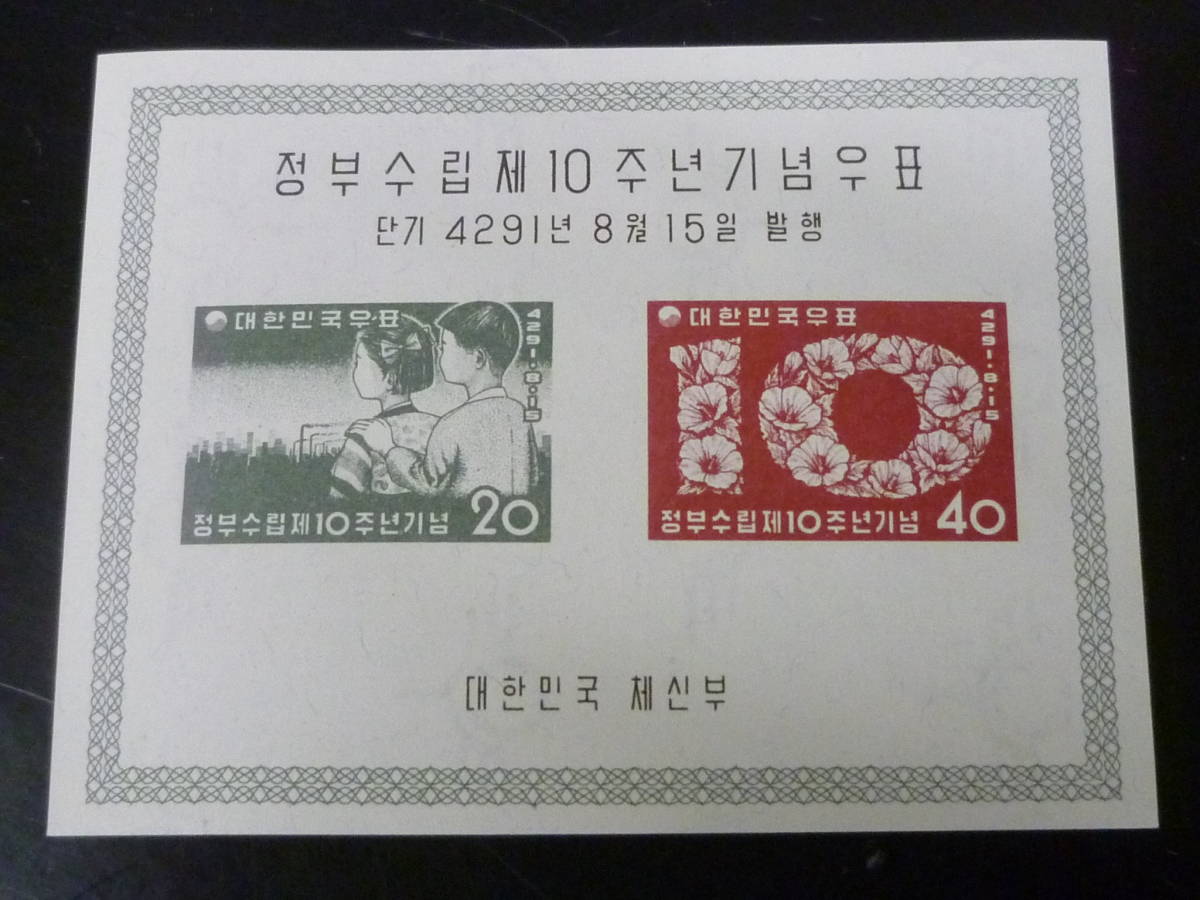 정부수립제10주년기념우표
단기 4291년 8월 15일 발행
대한민국우표
4291·8·15
정부수립제10주년기념 20
대한민국우표
4291·8·15
10
정부수립제10주년기념 40
대한민국 체신부